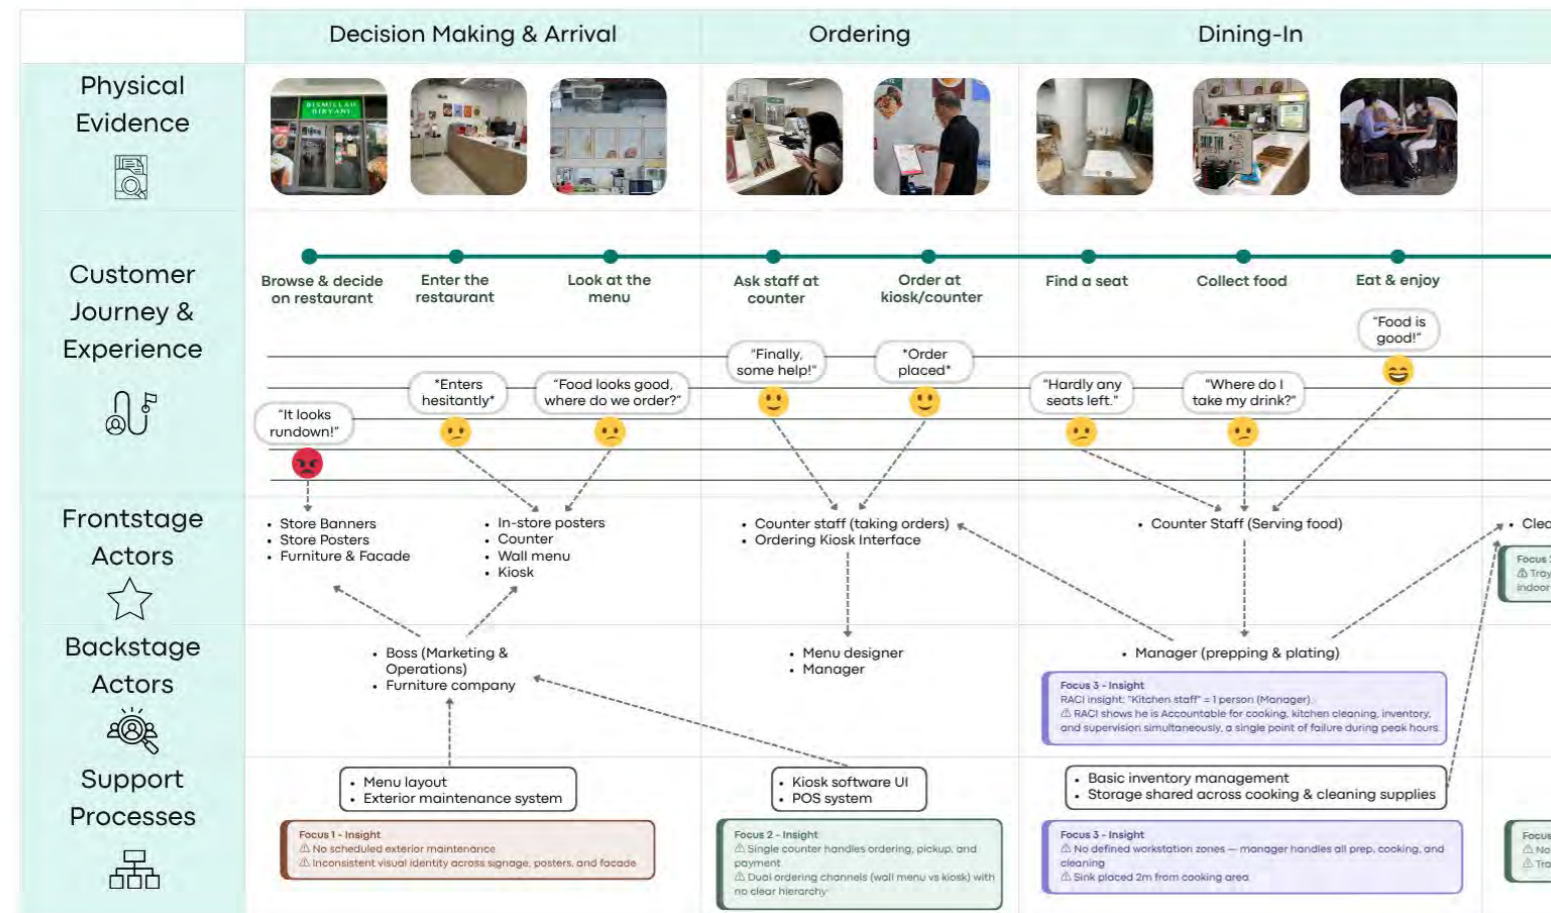 Decision Making & Arrival
Ordering
Dining-In
Physical
Evidence
BISMILLAH
BIRYANI
SKIP THE
Customer
Journey &
Experience
Browse & decide
on restaurant
Enter the
restaurant
Look at the
menu
Ask staff at
counter
Order at
kiosk/counter
Find a seat
Collect food
Eat & enjoy
"It looks
rundown!"
*Enters
hesitantly*
"Food looks good,
where do we order?"
"Finally,
some help!"
*Order
placed*
"Hardly any
seats left."
"Where do I
take my drink?"
"Food is
good!"
Frontstage
Actors
• Store Banners
• Store Posters
• Furniture & Facade
• In-store posters
• Counter
• Wall menu
• Kiosk
• Counter staff (taking orders)
• Ordering Kiosk Interface
• Counter Staff (Serving food)
• Clea
Focus
⚠ Tray
indoor
Backstage
Actors
• Boss (Marketing &
Operations)
• Furniture company
• Menu designer
• Manager
• Manager (prepping & plating)
Focus 3 - Insight
RACI insight: "Kitchen staff" = 1 person (Manager).
⚠ RACI shows he is Accountable for cooking, kitchen cleaning, inventory,
and supervision simultaneously, a single point of failure during peak hours.
Support
Processes
• Menu layout
• Exterior maintenance system
Focus 1 - Insight
⚠ No scheduled exterior maintenance
⚠ Inconsistent visual identity across signage, posters, and facade
• Kiosk software UI
• POS system
Focus 2 - Insight
⚠ Single counter handles ordering, pickup, and
payment
⚠ Dual ordering channels (wall menu vs kiosk) with
no clear hierarchy
• Basic inventory management
• Storage shared across cooking & cleaning supplies
Focus 3 - Insight
⚠ No defined workstation zones — manager handles all prep, cooking, and
cleaning
⚠ Sink placed 2m from cooking area
Focus
⚠ No
⚠ Tra